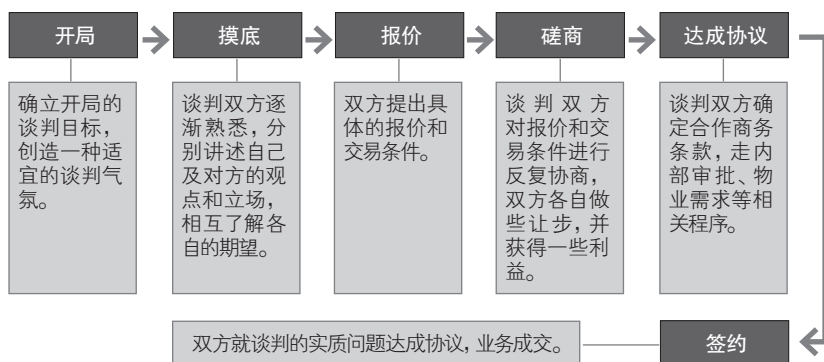 开局
摸底
报价
磋商
达成协议
确立开局的
谈判目标，
创造一种适
宜的谈判气
氛。
谈判双方逐
渐熟悉，分
别讲述自己
及对方的观
点和立场，
相互了解各
自的期望。
双方提出具
体的报价和
交易条件。
谈判双方
对报价和交
易条件进行
反复协商，
双方各自做
些让步，并
获得一些利
益。
谈判双方确
定合作商务
条款，走内
部审批、物
业需求等相
关程序。
双方就谈判的实质问题达成协议，业务成交。
签约